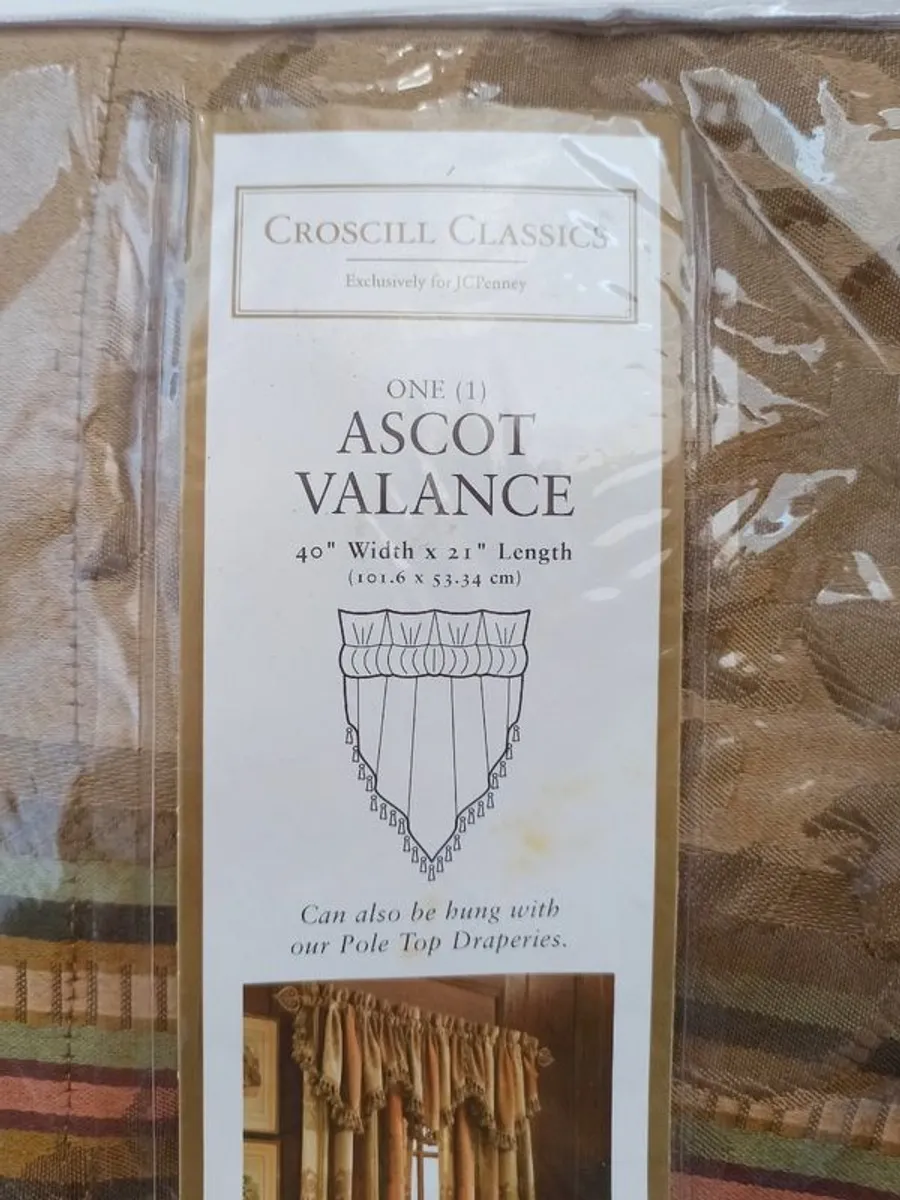 CROSCILL CLASSICS
Exclusively for JCPenney
ONE (1)
ASCOT
VALANCE
40" Width x 21" Length
(101.6 x 53.34 cm)
Can also be hung with
our Pole Top Draperies.